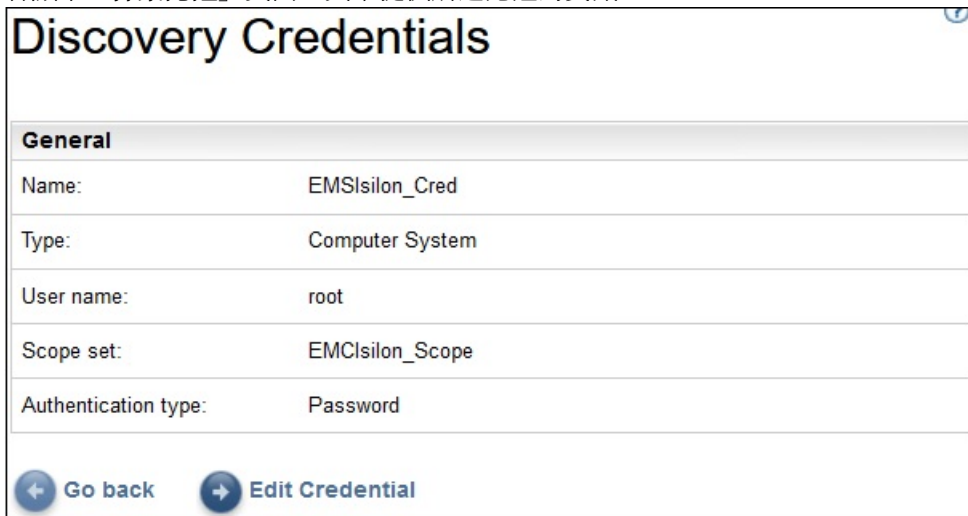 Discovery Credentials
General
Name: EMSIsilon_Cred
Type: Computer System
User name: root
Scope set: EMCIsilon_Scope
Authentication type: Password
Go back Edit Credential